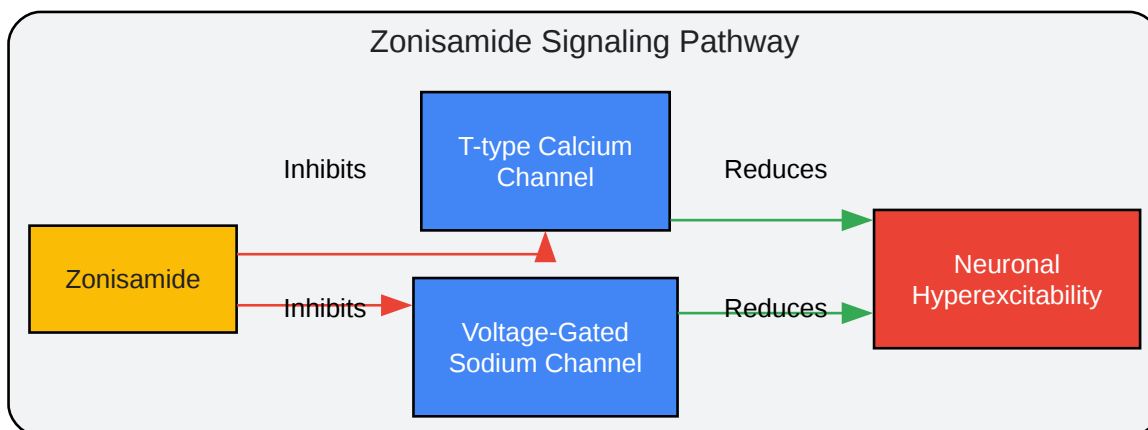 Zonisamide Signaling Pathway
T-type Calcium
Channel
Inhibits
Reduces
Zonisamide
Neuronal
Hyperexcitability
Inhibits
Reduces
Voltage-Gated
Sodium Channel